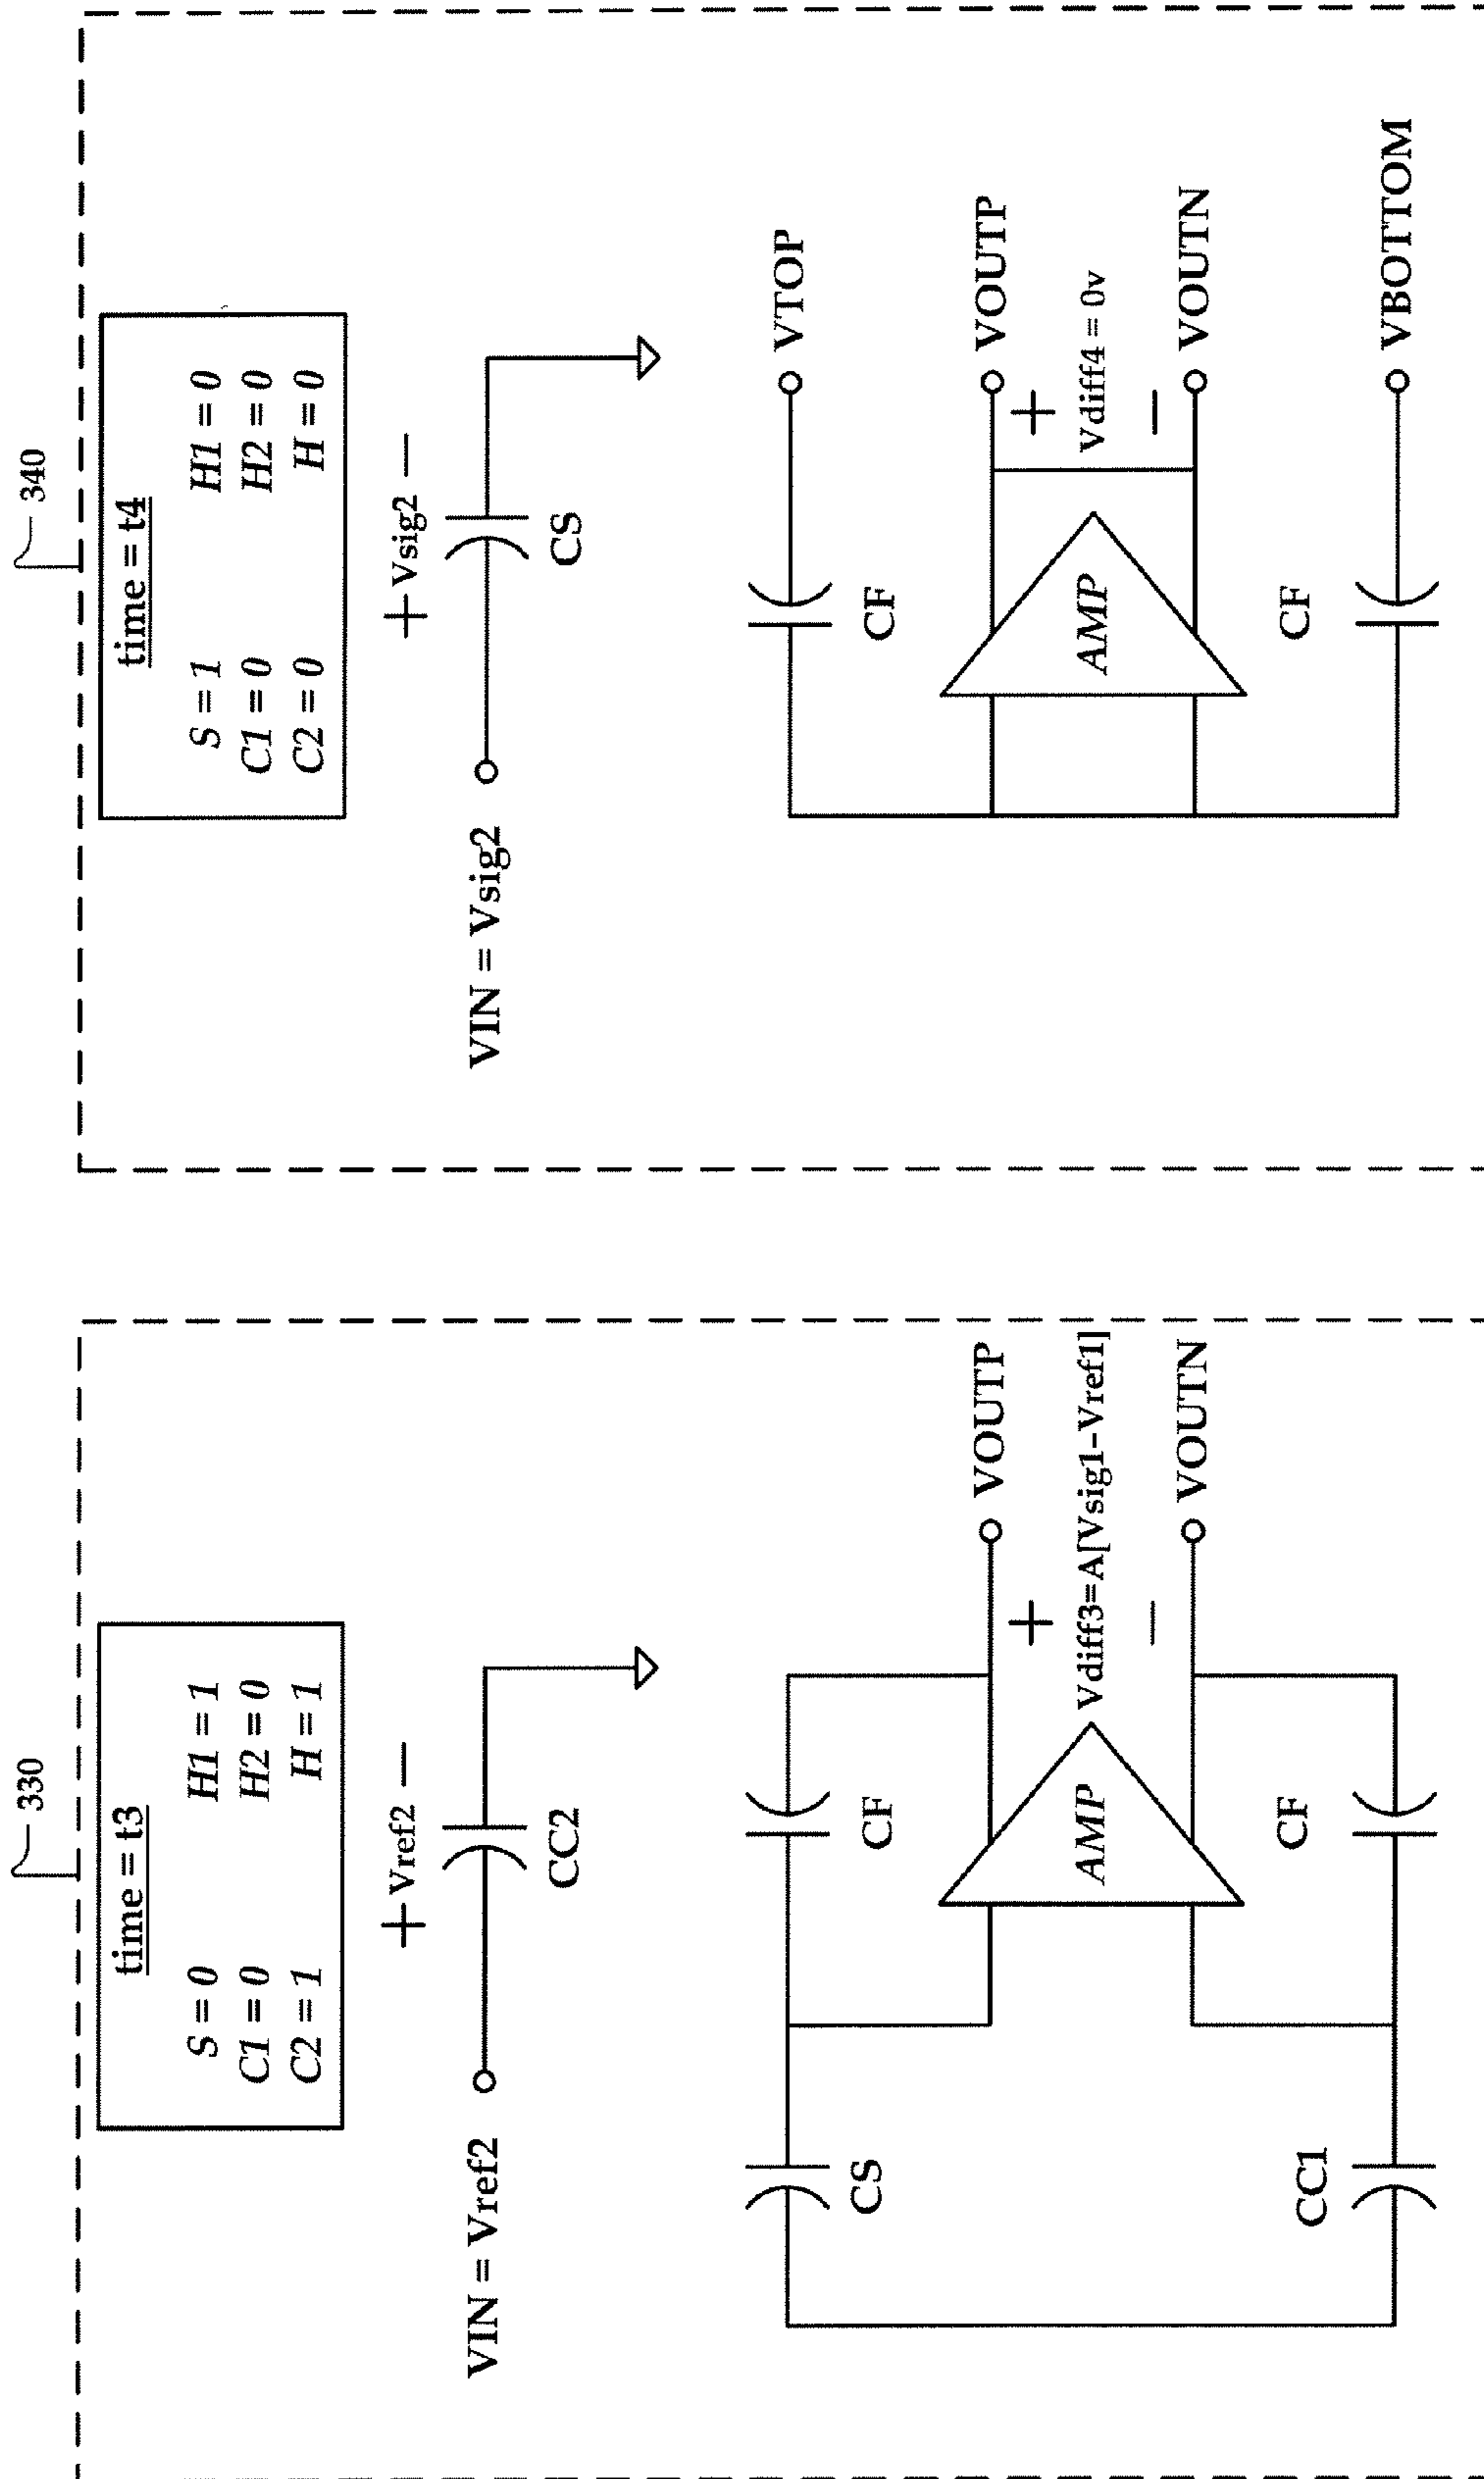 330
time = t3
S = 0 H1 = 1
C1 = 0 H2 = 0
C2 = 1 H = 1
+ Vref2 −
VIN = Vref2
CC2
CF
CS
VOUTP
+
AMP
Vdiff3=A[Vsig1-Vref1]
−
VOUTN
CF
CC1
340
time = t4
S = 1 H1 = 0
C1 = 0 H2 = 0
C2 = 0 H = 0
+ Vsig2 −
VIN = Vsig2
CS
VTOP
CF
VOUTP
+
AMP
Vdiff4 = 0v
−
VOUTN
CF
VBOTTOM